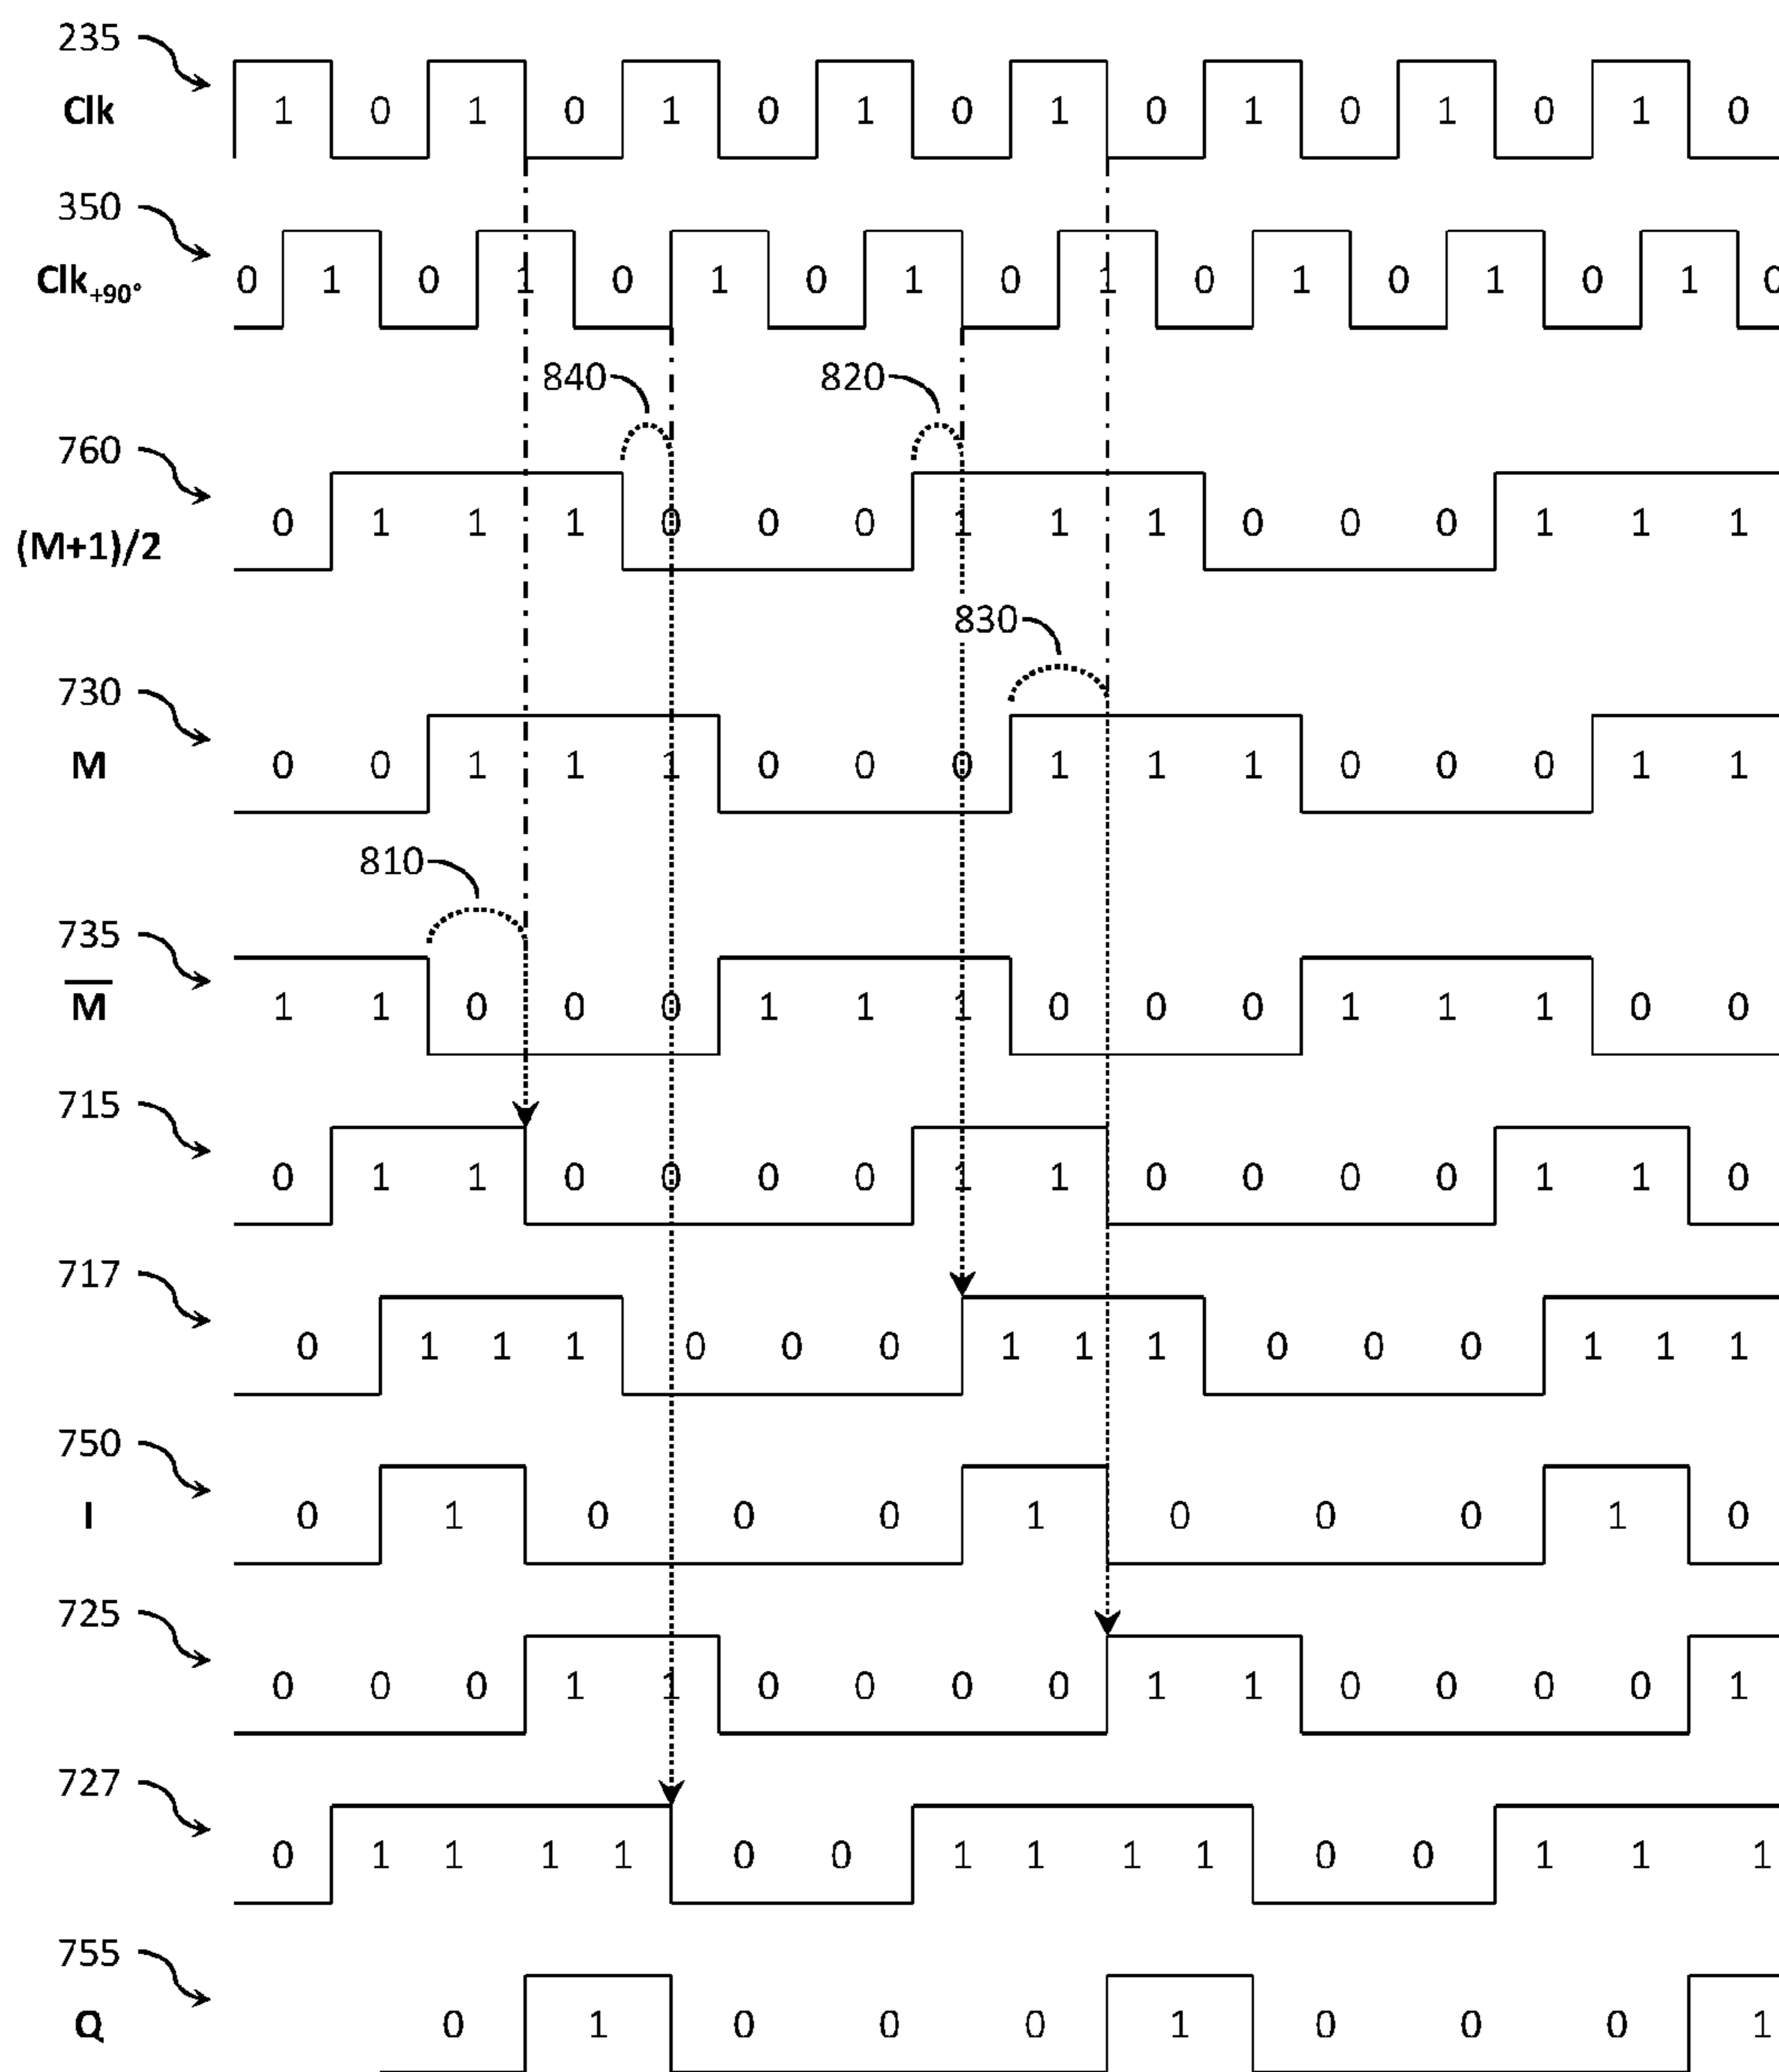 235
Clk 1 0 1 0 1 0 1 0 1 0 1 0 1 0 1 0
350
Clk+90° 0 1 0 1 0 1 0 1 0 1 0 1 0 1 0 1 0
840 820
760
(M+1)/2 0 1 1 1 0 0 0 1 1 1 0 0 0 1 1 1
830
730
M 0 0 1 1 1 0 0 0 1 1 1 0 0 0 1 1
810
735
M 1 1 0 0 0 1 1 1 0 0 0 1 1 1 0 0
715
0 1 1 0 0 0 0 1 1 0 0 0 0 1 1 0
717
0 1 1 1 0 0 0 1 1 1 0 0 0 1 1 1
750
I 0 1 0 0 0 1 0 0 0 1 0
725
0 0 0 1 1 0 0 0 0 1 1 0 0 0 0 1
727
0 1 1 1 1 0 0 1 1 1 1 0 0 1 1 1
755
Q 0 1 0 0 0 1 0 0 0 1